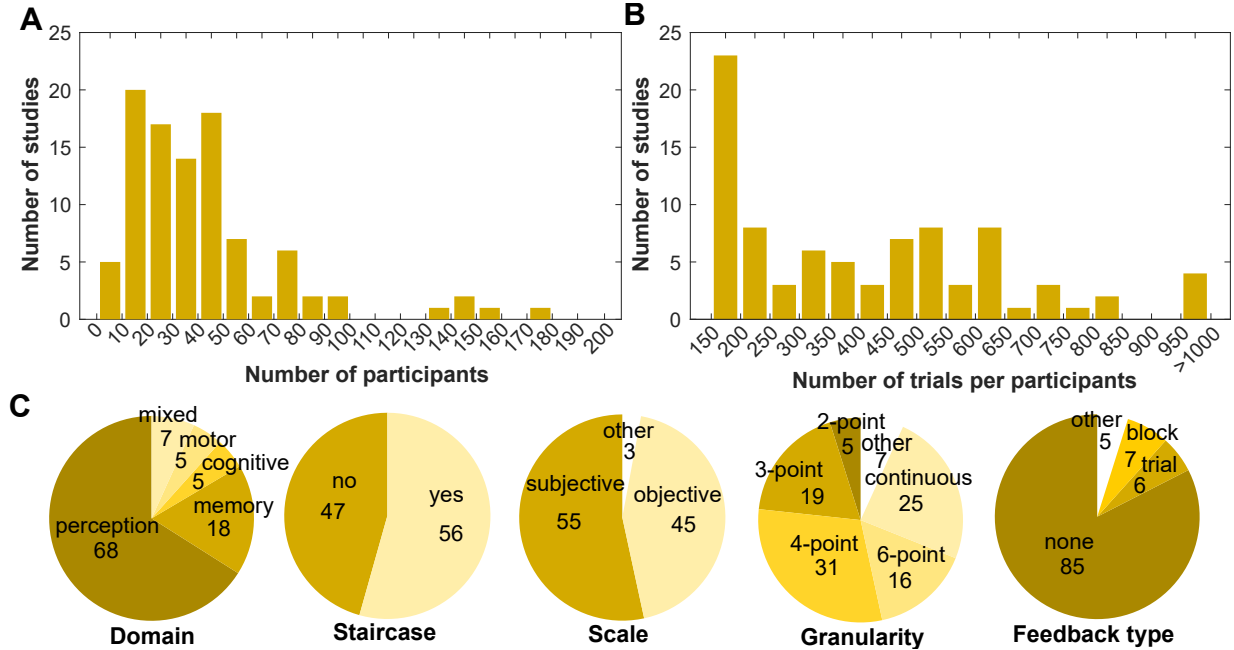 A
Number of studies
25
20
15
10
5
0
0
10
20
30
40
50
60
70
80
90
100
110
120
130
140
150
160
170
180
190
200
Number of participants
B
Number of studies
25
20
15
10
5
0
150
200
250
300
350
400
450
500
550
600
650
700
750
800
850
900
950
>1000
Number of trials per participants
C
mixed
7
motor
5
cognitive
5
memory
18
perception
68
Domain
no
47
yes
56
Staircase
other
3
subjective
55
objective
45
Scale
2-point
5
other
7
continuous
25
3-point
19
4-point
31
6-point
16
Granularity
other
5
block
7
trial
6
none
85
Feedback type